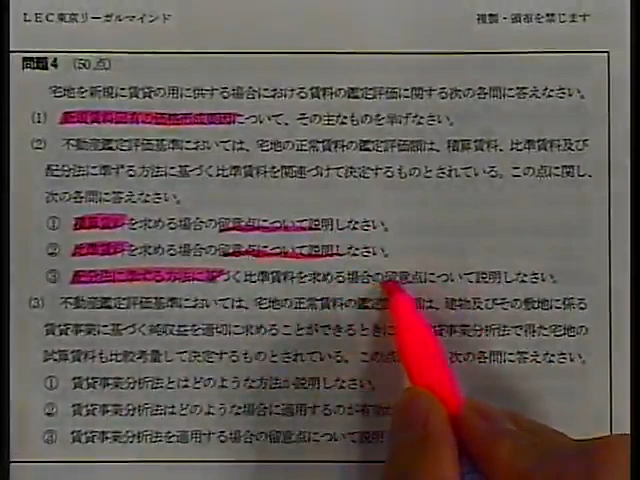 LEC東京リーガルマインド
複製・頒布を禁じます
問題4 (50点)
宅地を新規に賃貸の用に供する場合における賃料の鑑定評価に関する次の各問に答えなさい。
(1) について、その主なものを挙げなさい。
(2) 不動産鑑定評価基準においては、宅地の正常賃料の鑑定評価額は、積算賃料、比準賃料及び
配分法に準ずる方法に基づく比準賃料を関連づけて決定するものとされている。この点に関し、
次の各問に答えなさい。
① 積算賃料を求める場合の留意点について説明しなさい。
② 比準賃料を求める場合の留意点について説明しなさい。
③ 配分法に準ずる方法に基づく比準賃料を求める場合の留意点について説明しなさい。
(3) 不動産鑑定評価基準においては、宅地の正常賃料の鑑定 は、建物及びその敷地に係る
賃貸事業に基づく純収益を適切に求めることができるときに 事業分析法で得た宅地の
試算賃料も比較考量して決定するものとされている。この点 次の各問に答えなさい。
① 賃貸事業分析法とはどのような方法か説明しなさい。
② 賃貸事業分析法はどのような場合に適用するのが有効
③ 賃貸事業分析法を適用する場合の留意点について説明